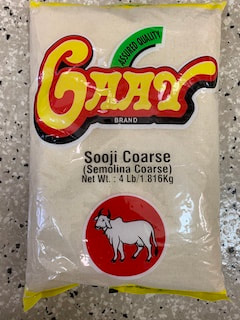 ASSURED QUALITY
GAAY
BRAND
Sooji Coarse
(Semolina Coarse)
Net Wt. : 4 Lb/1.816Kg